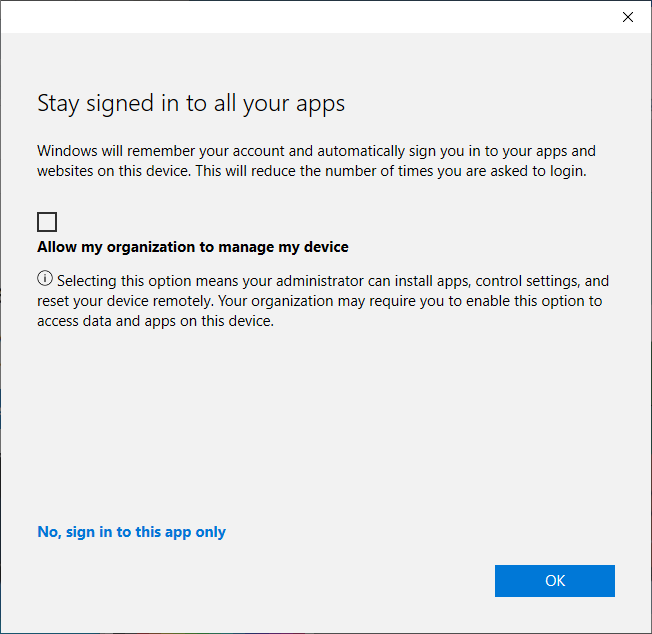 Stay signed in to all your apps
Windows will remember your account and automatically sign you in to your apps and
websites on this device. This will reduce the number of times you are asked to login.
Allow my organization to manage my device
Selecting this option means your administrator can install apps, control settings, and
reset your device remotely. Your organization may require you to enable this option to
access data and apps on this device.
No, sign in to this app only
OK